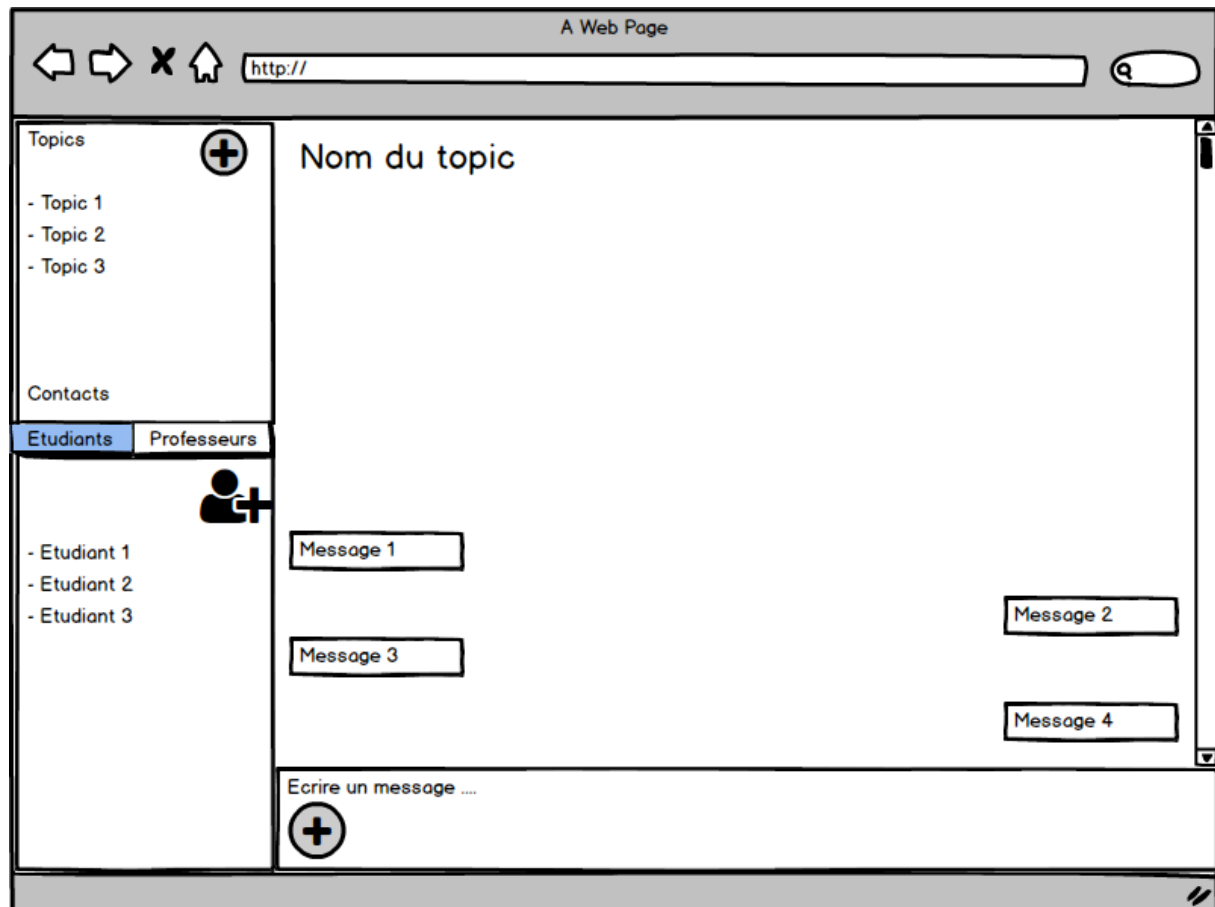 A Web Page
http://
Topics
- Topic 1
- Topic 2
- Topic 3
Contacts
Etudiants
Professeurs
- Etudiant 1
- Etudiant 2
- Etudiant 3
Nom du topic
Message 1
Message 2
Message 3
Message 4
Ecrire un message ....